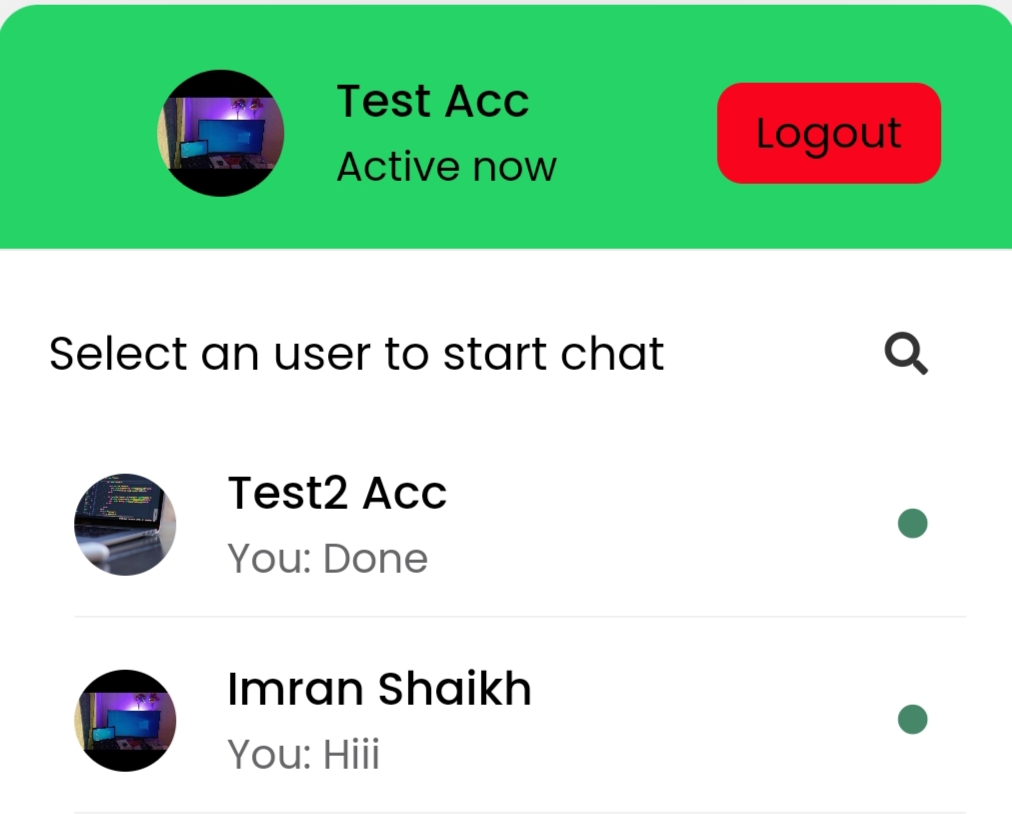 Test Acc
Active now
Logout
Select an user to start chat
Test2 Acc
You: Done
Imran Shaikh
You: Hiii